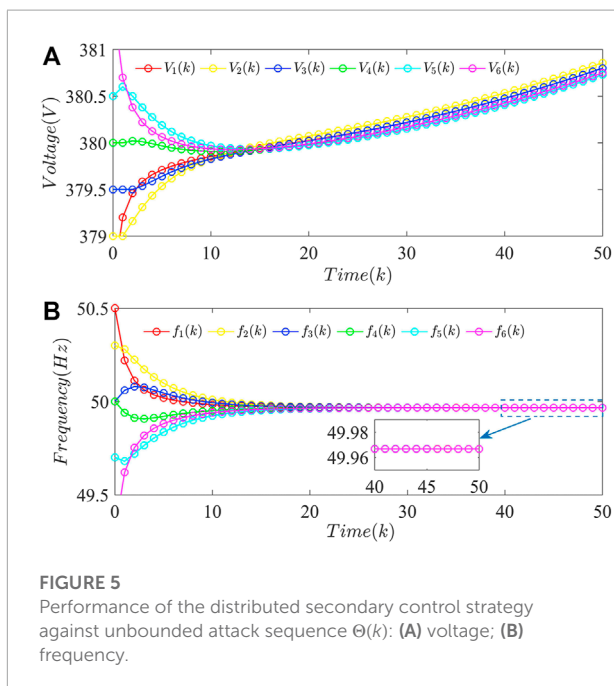 A
381
V1(k) V2(k) V3(k) V4(k) V5(k) V6(k)
380.5
380
379.5
379
Voltage(V)
0 10 20 30 40 50
Time(k)
B
50.5
f1(k) f2(k) f3(k) f4(k) f5(k) f6(k)
50
49.5
Frequency(Hz)
49.98
49.96
40 45 50
0 10 20 30 40 50
Time(k)
FIGURE 5
Performance of the distributed secondary control strategy
against unbounded attack sequence Θ(k): (A) voltage; (B)
frequency.